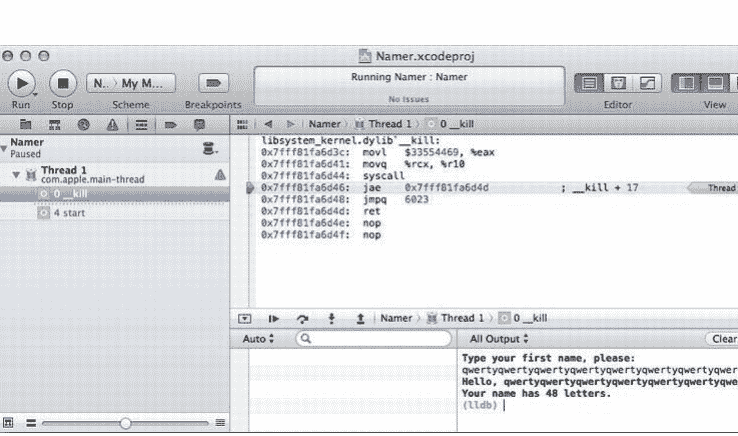 Namer.xcodeproj
N.. My M...
Running Namer : Namer
No Issues
Run Stop Scheme Breakpoints Editor View
Namer Thread 1 0 __kill
Namer
Paused
Thread 1
com.apple.main-thread
0 __kill
4 start
libsystem_kernel.dylib`__kill:
0x7fff81fa6d3c: movl $33554469, %eax
0x7fff81fa6d41: movq %rcx, %r10
0x7fff81fa6d44: syscall
0x7fff81fa6d46: jae 0x7fff81fa6d4d ; __kill + 17 Thread
0x7fff81fa6d48: jmpq 6023
0x7fff81fa6d4d: ret
0x7fff81fa6d4e: nop
0x7fff81fa6d4f: nop
Namer Thread 1 0 __kill
Auto All Output Clear
Type your first name, please:
qwertyqwertyqwertyqwertyqwertyqwertyqwertyqwer
Hello, qwertyqwertyqwertyqwertyqwertyqwertyqwe
Your name has 48 letters.
(lldb)